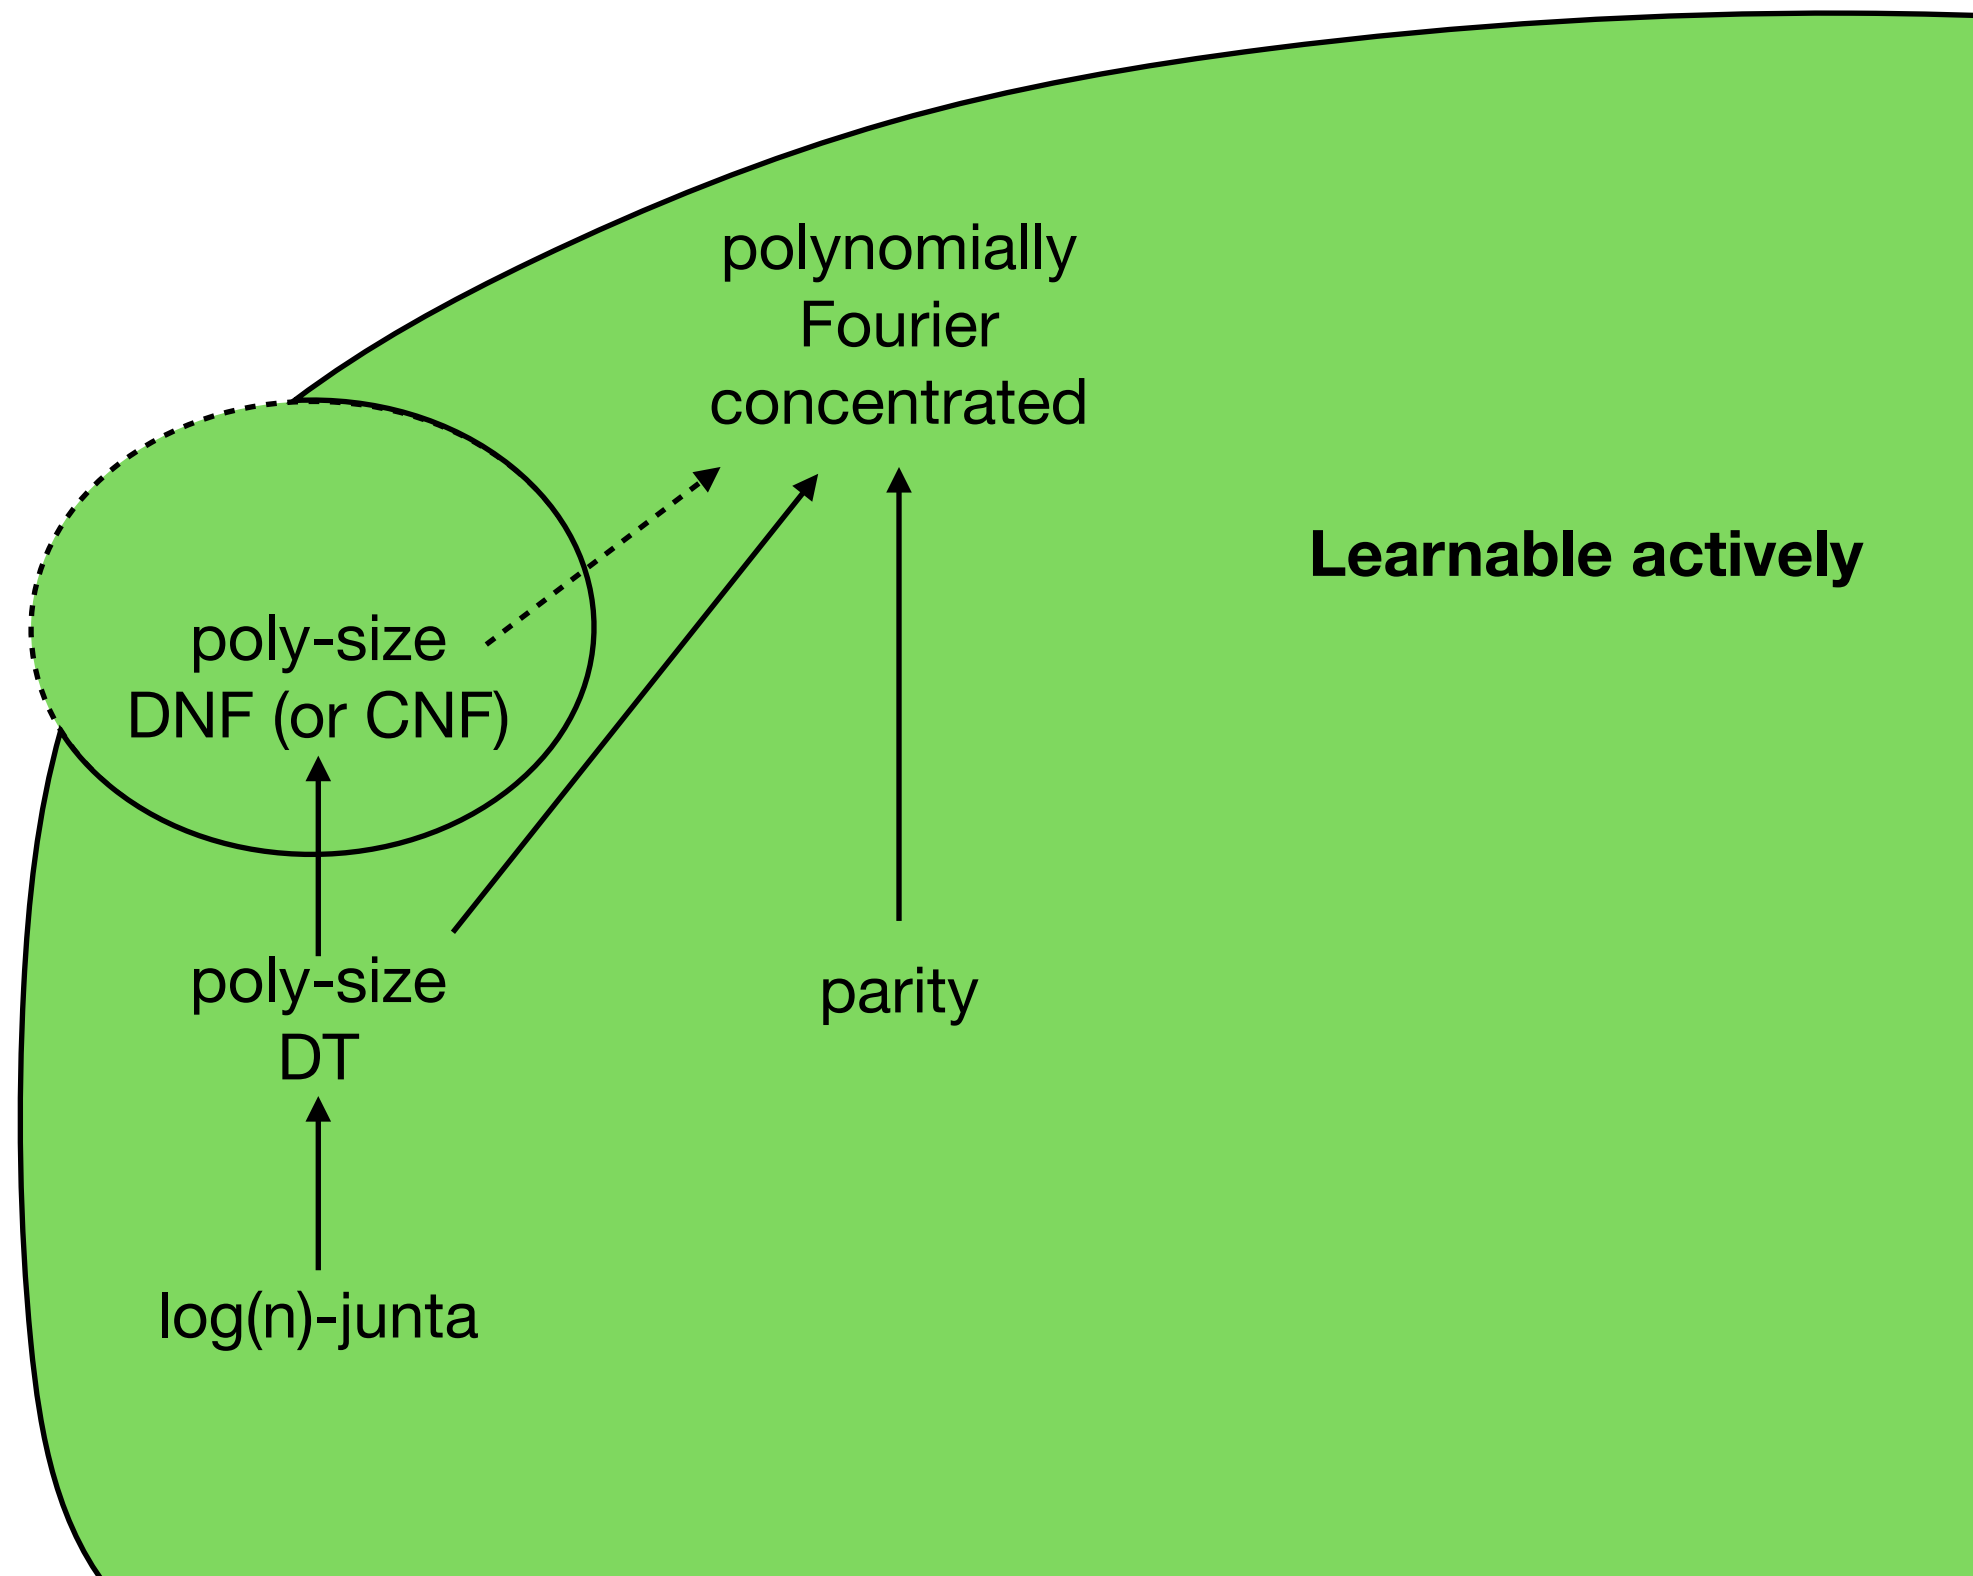 polynomially
Fourier
concentrated
Learnable actively
poly-size
DNF (or CNF)
poly-size
DT
parity
log(n)-junta